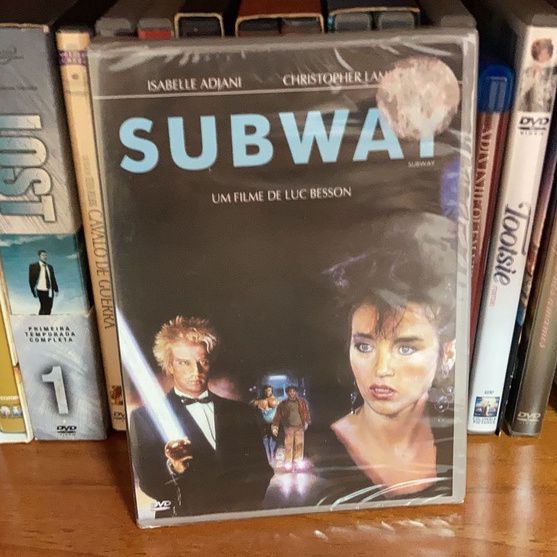 ISABELLE ADJANI
CHRISTOPHER LAM
SUBWAY
SUBWAY
UM FILME DE LUC BESSON
DVD
LOST
PRIMEIRA
TEMPORADA
COMPLETA
1
DVD
CAVALO DE GUERRA
DVD
Tootsie
DVD